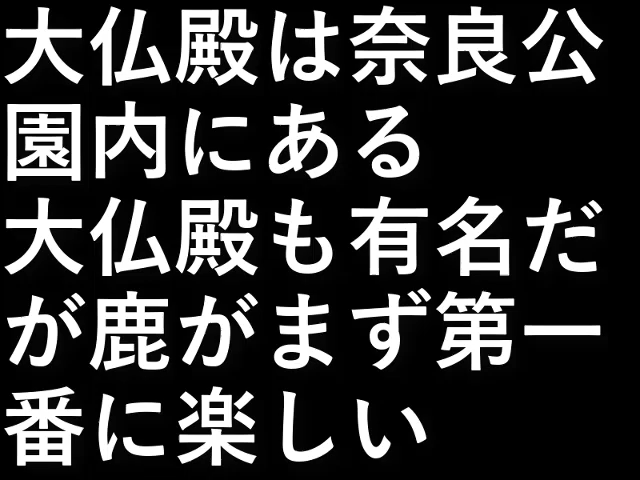 大仏殿は奈良公
園内にある
大仏殿も有名だ
が鹿がまず第一
番に楽しい